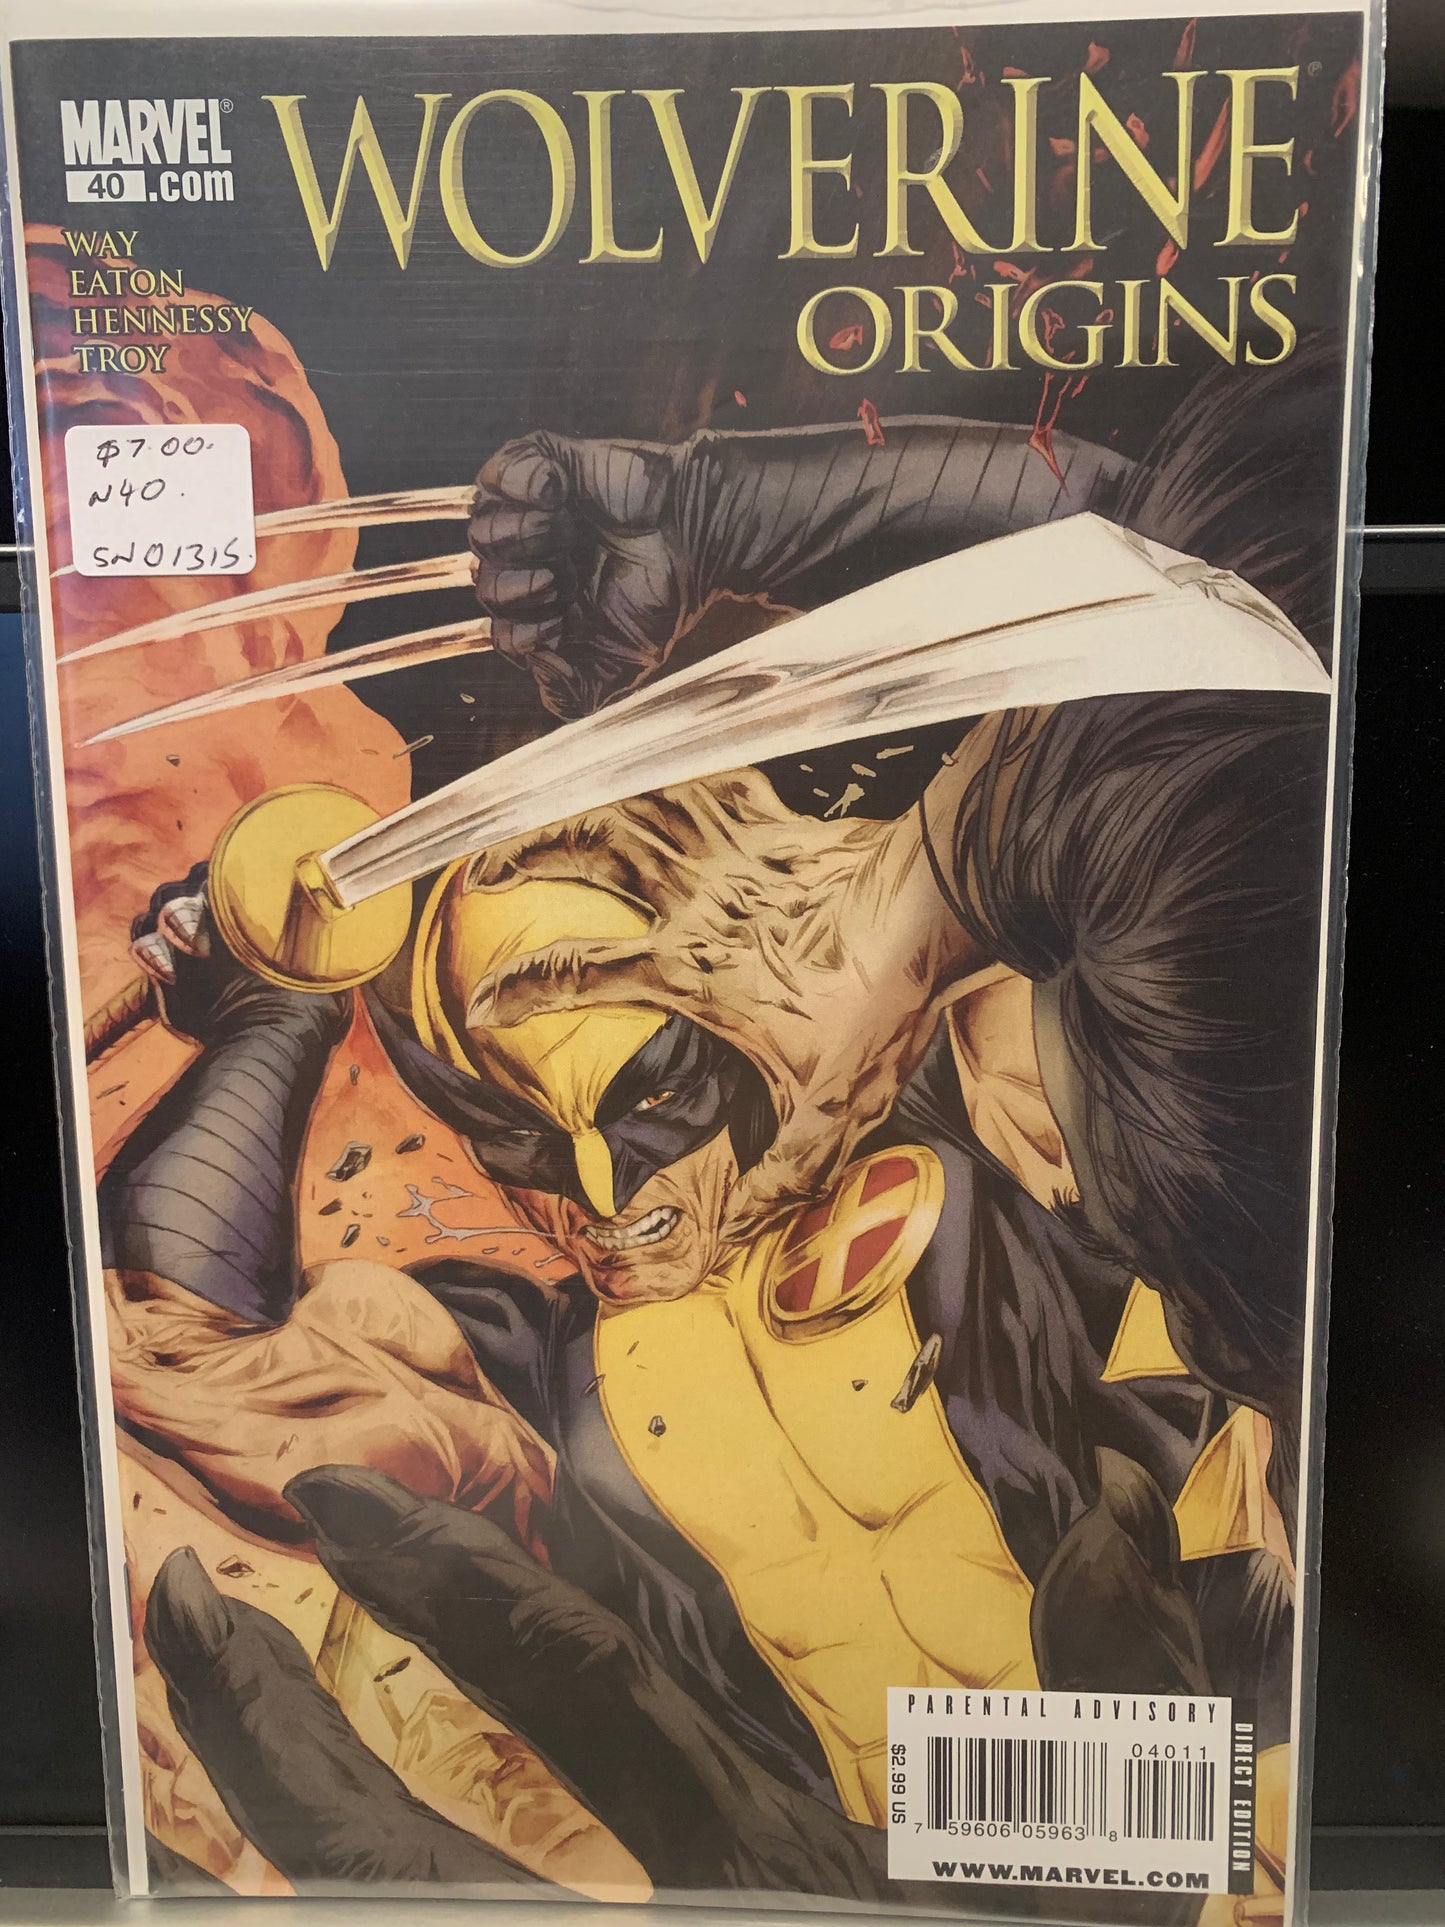 MARVEL®
40 .com
WOLVERINE
ORIGINS
WAY
EATON
HENNESSY
TROY
$7.00.
N40.
SN01315.
PARENTAL ADVISORY
$2.99 US
04011
7 59606 05963 8
DIRECT EDITION
WWW.MARVEL.COM